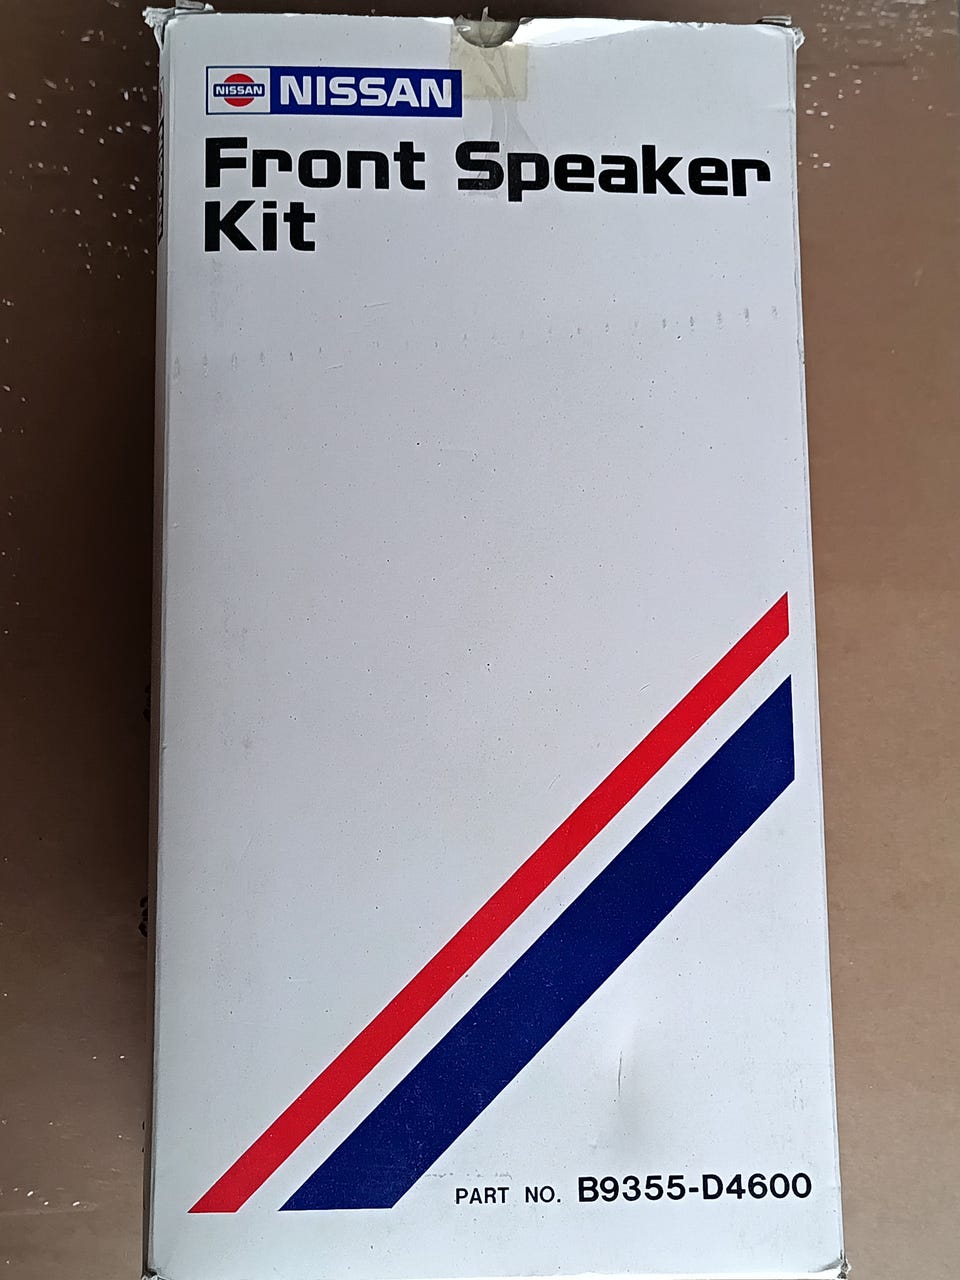 NISSAN NISSAN
Front Speaker
Kit
PART NO. B9355-D4600